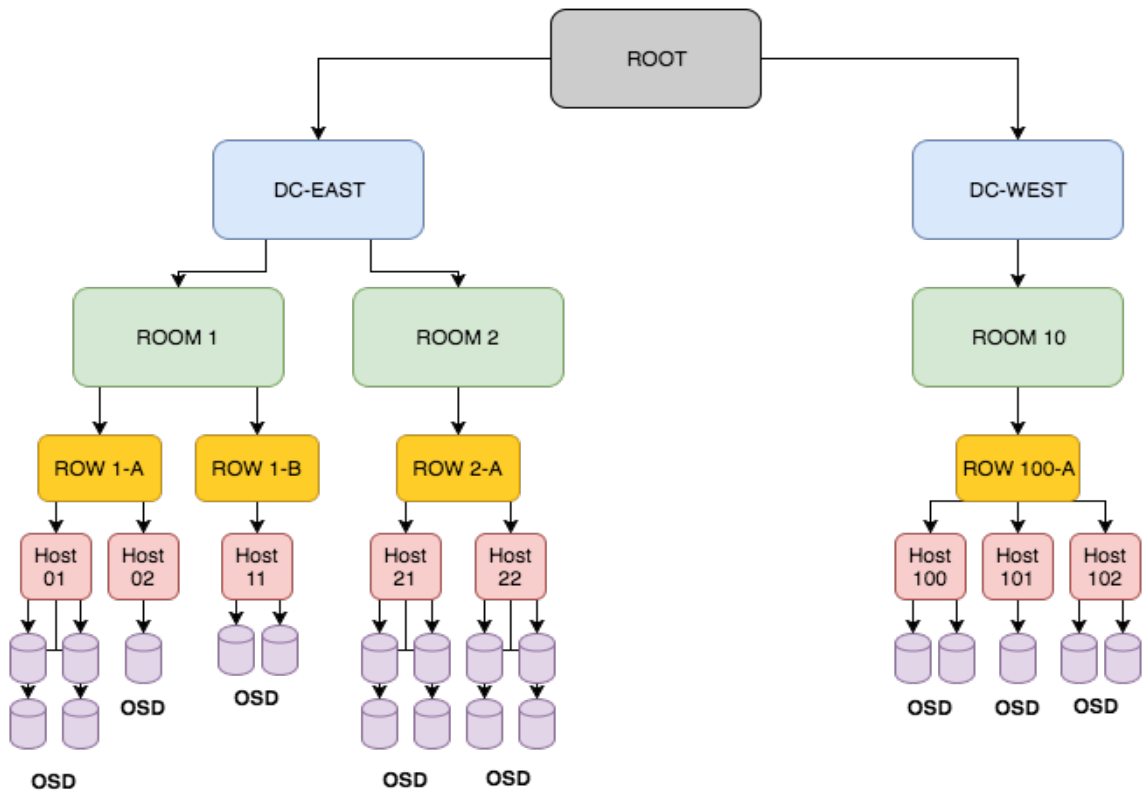 ROOT
DC-EAST
DC-WEST
ROOM 1
ROOM 2
ROOM 10
ROW 1-A
ROW 1-B
ROW 2-A
ROW 100-A
Host
01
Host
02
Host
11
Host
21
Host
22
Host
100
Host
101
Host
102
OSD
OSD
OSD
OSD
OSD
OSD
OSD
OSD